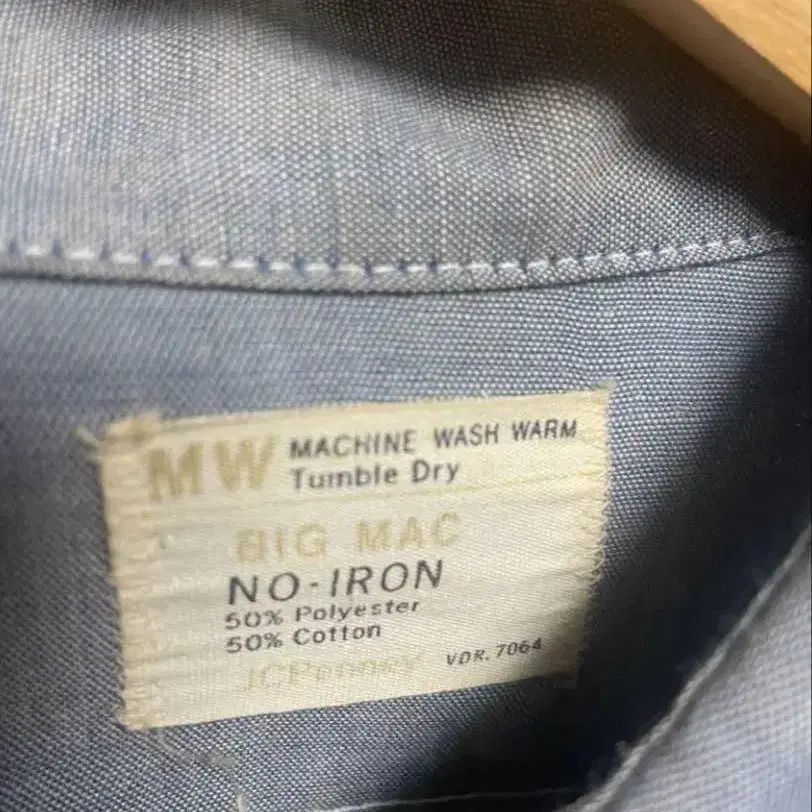 MW MACHINE WASH WARM
Tumble Dry
BIG MAC
NO-IRON
50% Polyester
50% Cotton
JCPenney VDR. 7064